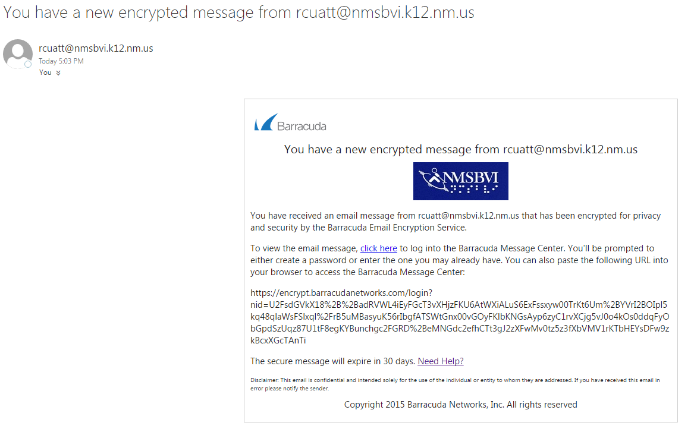 You have a new encrypted message from rcuatt@nmsbvi.k12.nm.us
rcuatt@nmsbvi.k12.nm.us
Today 5:03 PM
You
Barracuda
You have a new encrypted message from rcuatt@nmsbvi.k12.nm.us
NMSBVI
You have received an email message from rcuatt@nmsbvi.k12.nm.us that has been encrypted for privacy
and security by the Barracuda Email Encryption Service.
To view the email message, click here to log into the Barracuda Message Center. You'll be prompted to
either create a password or enter the one you may already have. You can also paste the following URL into
your browser to access the Barracuda Message Center:
https://encrypt.barracudanetworks.com/login?
The secure message will expire in 30 days. Need Help?
Disclaimer: This email is confidential and intended solely for the use of the individual or entity to whom they are addressed. If you have received this email in
error please notify the sender.
Copyright 2015 Barracuda Networks, Inc. All rights reserved